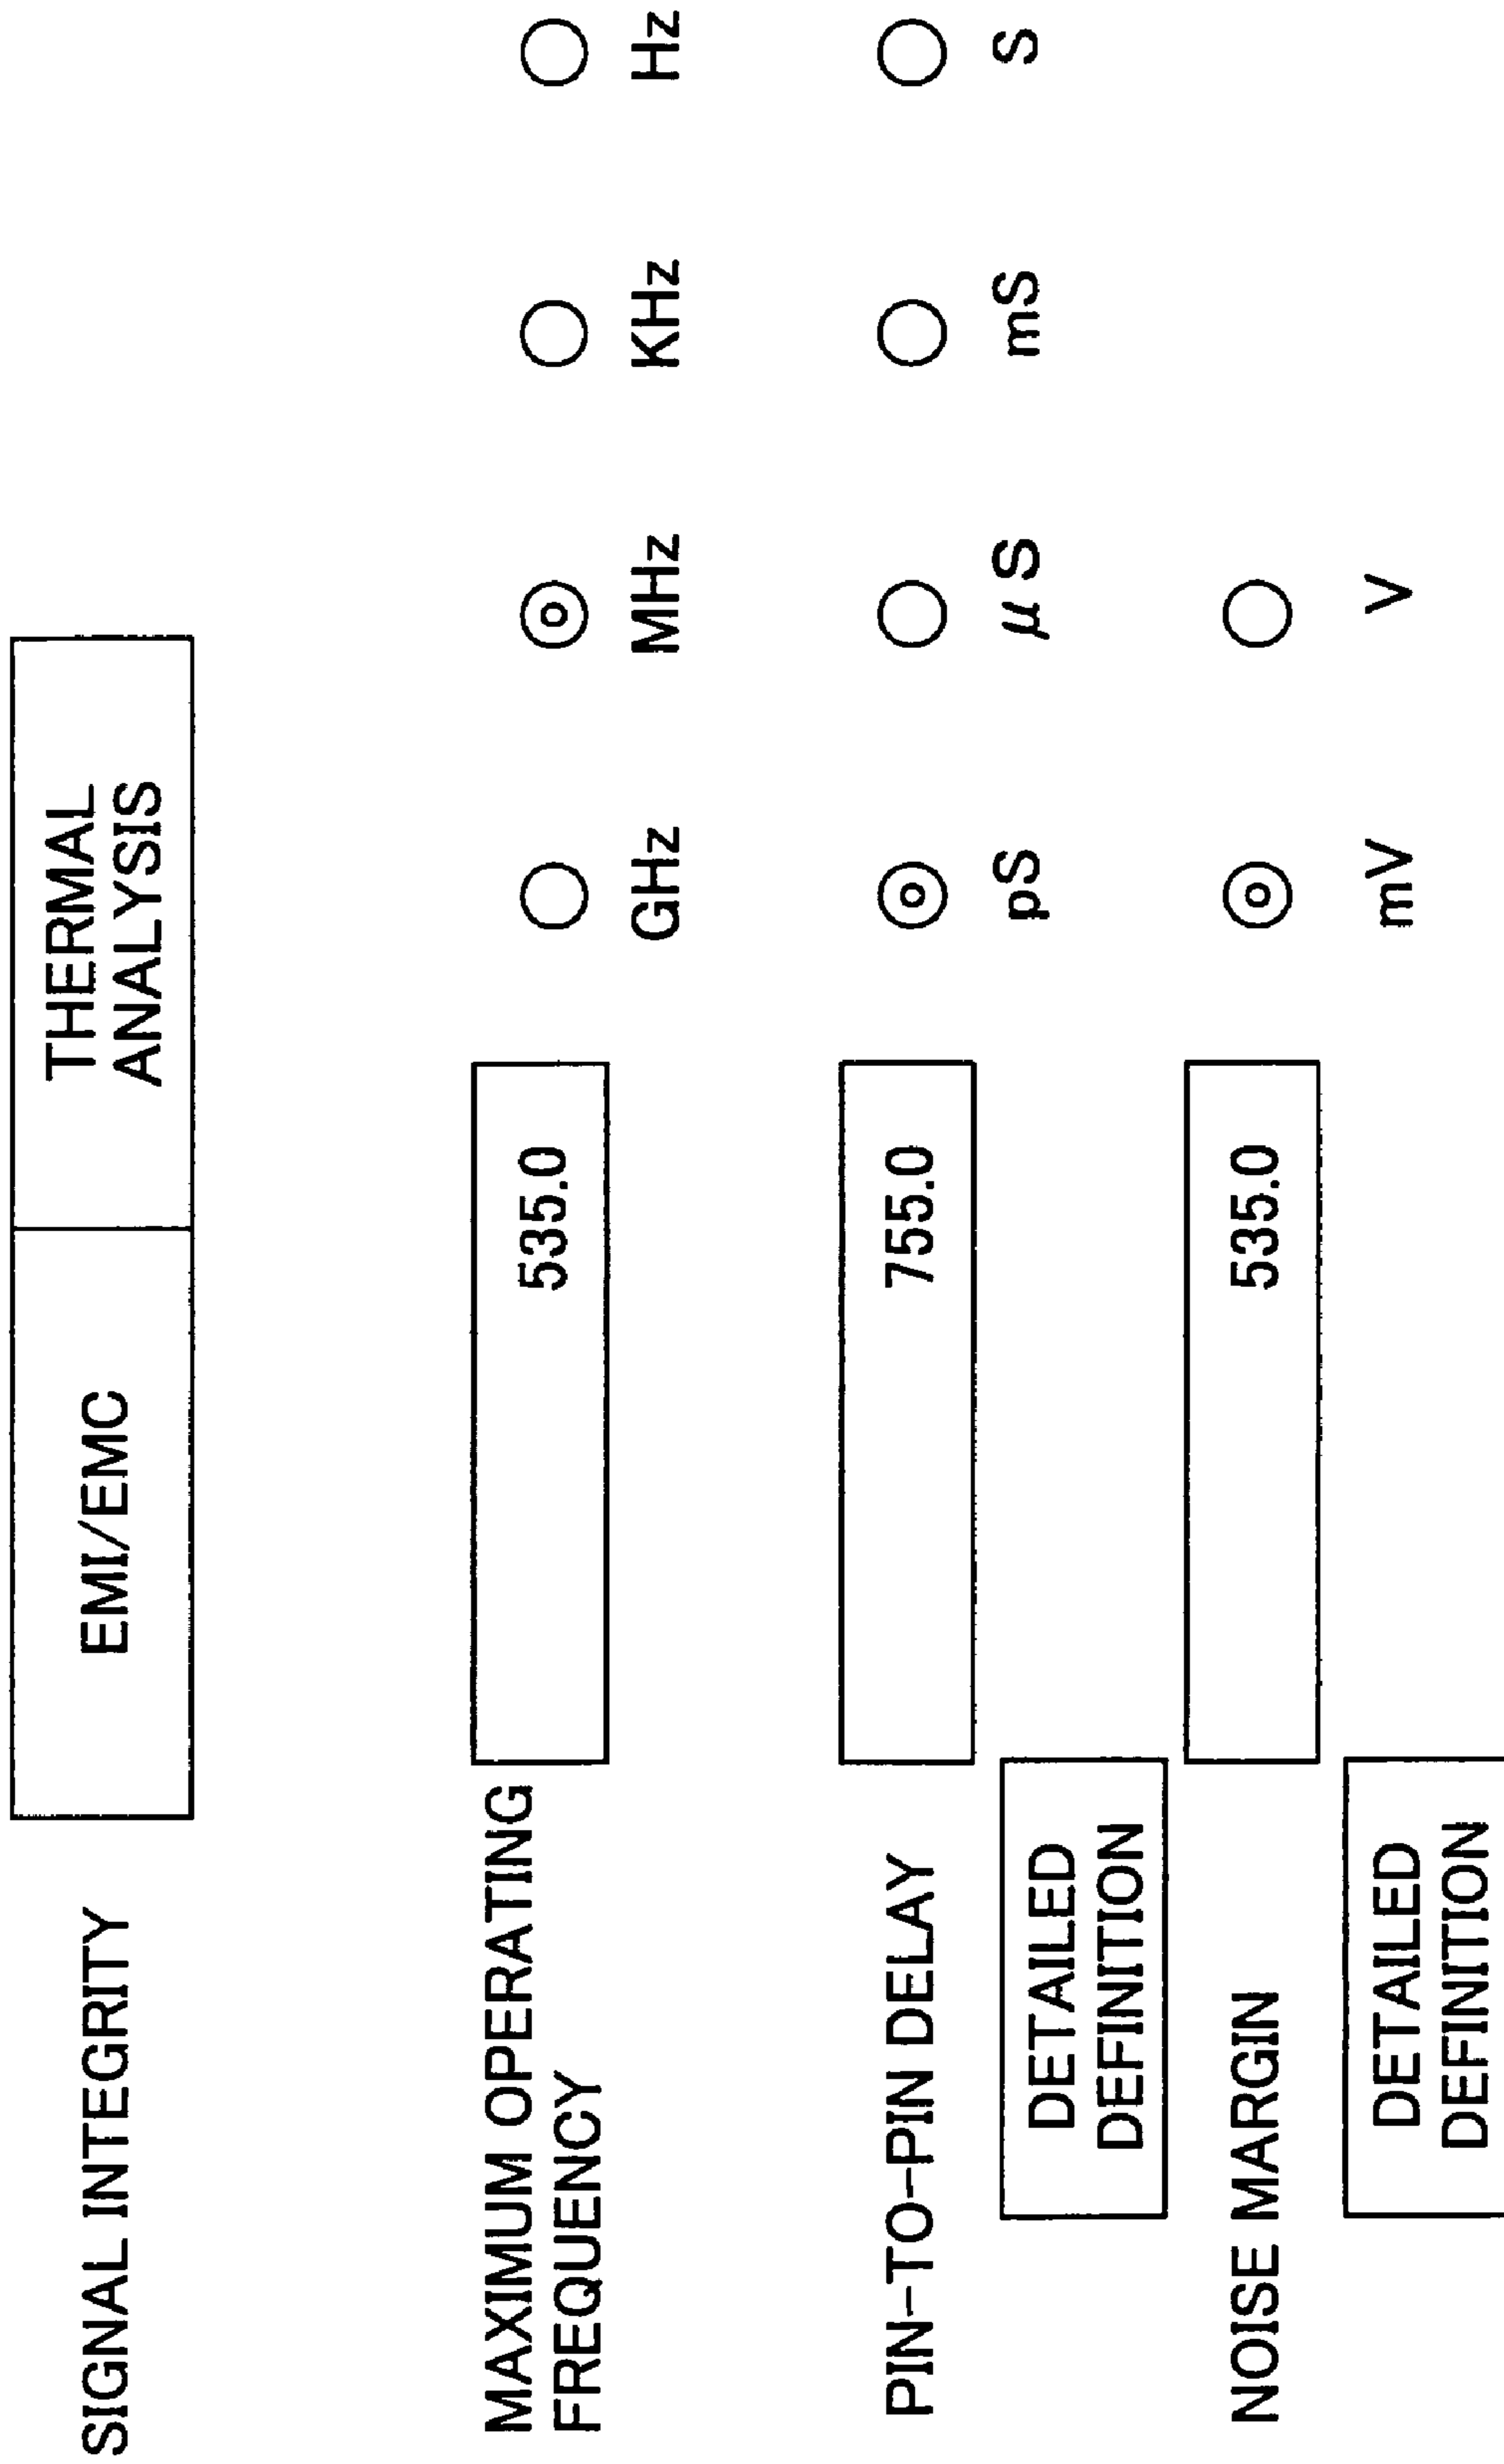 SIGNAL INTEGRITY
EMI/EMC
THERMAL
ANALYSIS
MAXIMUM OPERATING
FREQUENCY
535.0
GHz
MHz
KHz
Hz
PIN-TO-PIN DELAY
755.0
pS
μS
mS
S
DETAILED
DEFINITION
NOISE MARGIN
535.0
mV
V
DETAILED
DEFINITION